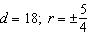 d = 18; r = ±5/4